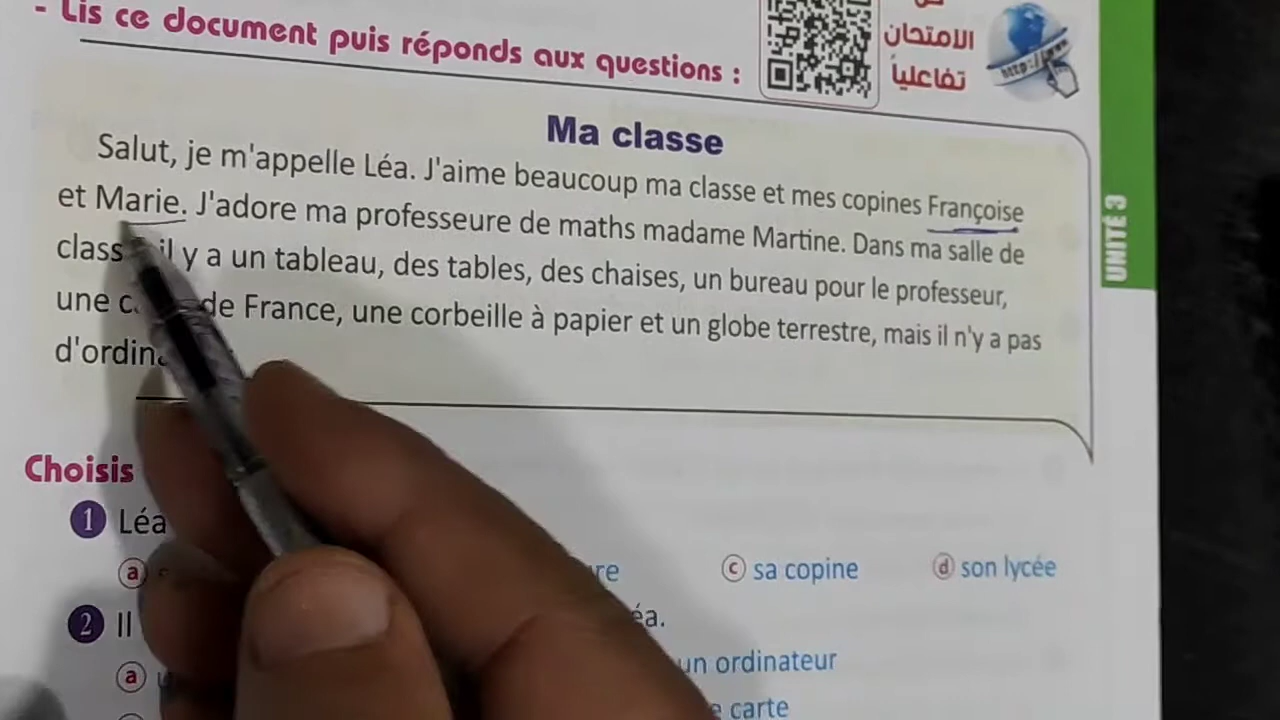 - Lis ce document puis réponds aux questions :
الامتحان
تفاعلياً
http://
Ma classe
Salut, je m'appelle Léa. J'aime beaucoup ma classe et mes copines Françoise
et Marie. J'adore ma professeure de maths madame Martine. Dans ma salle de
class il y a un tableau, des tables, des chaises, un bureau pour le professeur,
une de France, une corbeille à papier et un globe terrestre, mais il n'y a pas
UNITÉ 3
Choisis
1 Léa
a c sa copine d son lycée
2 Il
a un ordinateur
carte